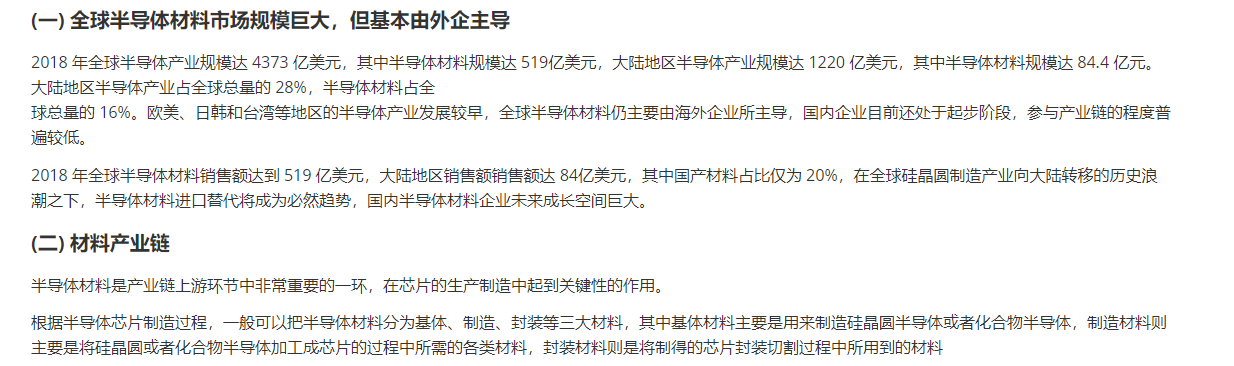 (一) 全球半导体材料市场规模巨大，但基本由外企主导
2018 年全球半导体产业规模达 4373 亿美元，其中半导体材料规模达 519亿美元，大陆地区半导体产业规模达 1220 亿美元，其中半导体材料规模达 84.4 亿元。
大陆地区半导体产业占全球总量的 28%，半导体材料占全
球总量的 16%。欧美、日韩和台湾等地区的半导体产业发展较早，全球半导体材料仍主要由海外企业所主导，国内企业目前还处于起步阶段，参与产业链的程度普
遍较低。
2018 年全球半导体材料销售额达到 519 亿美元，大陆地区销售额销售额达 84亿美元，其中国产材料占比仅为 20%，在全球硅晶圆制造产业向大陆转移的历史浪
潮之下，半导体材料进口替代将成为必然趋势，国内半导体材料企业未来成长空间巨大。
(二) 材料产业链
半导体材料是产业链上游环节中非常重要的一环，在芯片的生产制造中起到关键性的作用。
根据半导体芯片制造过程，一般可以把半导体材料分为基体、制造、封装等三大材料，其中基体材料主要是用来制造硅晶圆半导体或者化合物半导体，制造材料则
主要是将硅晶圆或者化合物半导体加工成芯片的过程中所需的各类材料，封装材料则是将制得的芯片封装切割过程中所用到的材料